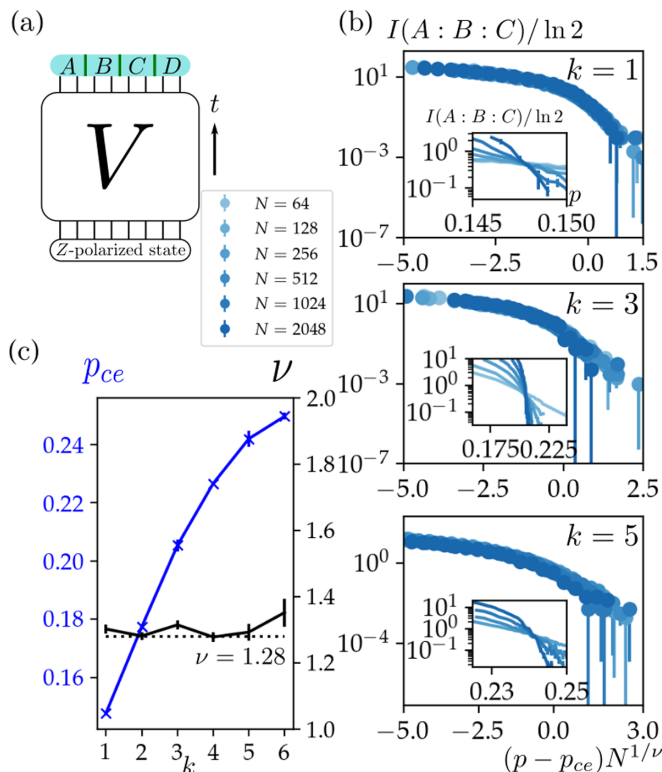 (a)
A B C D
V
t
Z-polarized state
N = 64
N = 128
N = 256
N = 512
N = 1024
N = 2048
(b)
I(A : B : C)/ ln 2
k = 1
10^1
10^-3
10^-7
I(A : B : C)/ ln 2
10^0
10^-1
0.145 0.150
p
-5.0 -2.5 0.0 1.5
k = 3
10^1
10^-3
10^-7
10^1
10^0
10^-1
0.175 0.225
-5.0 -2.5 0.0 2.5
k = 5
10^0
10^-4
10^1
10^0
10^-1
0.23 0.25
-5.0 -2.5 0.0 3.0
(p − p_ce)N^1/ν
(c)
p_ce
ν
0.24
0.22
0.20
0.18
0.16
2.0
1.8
1.6
1.4
1.2
1.0
ν = 1.28
1 2 3 4 5 6
k